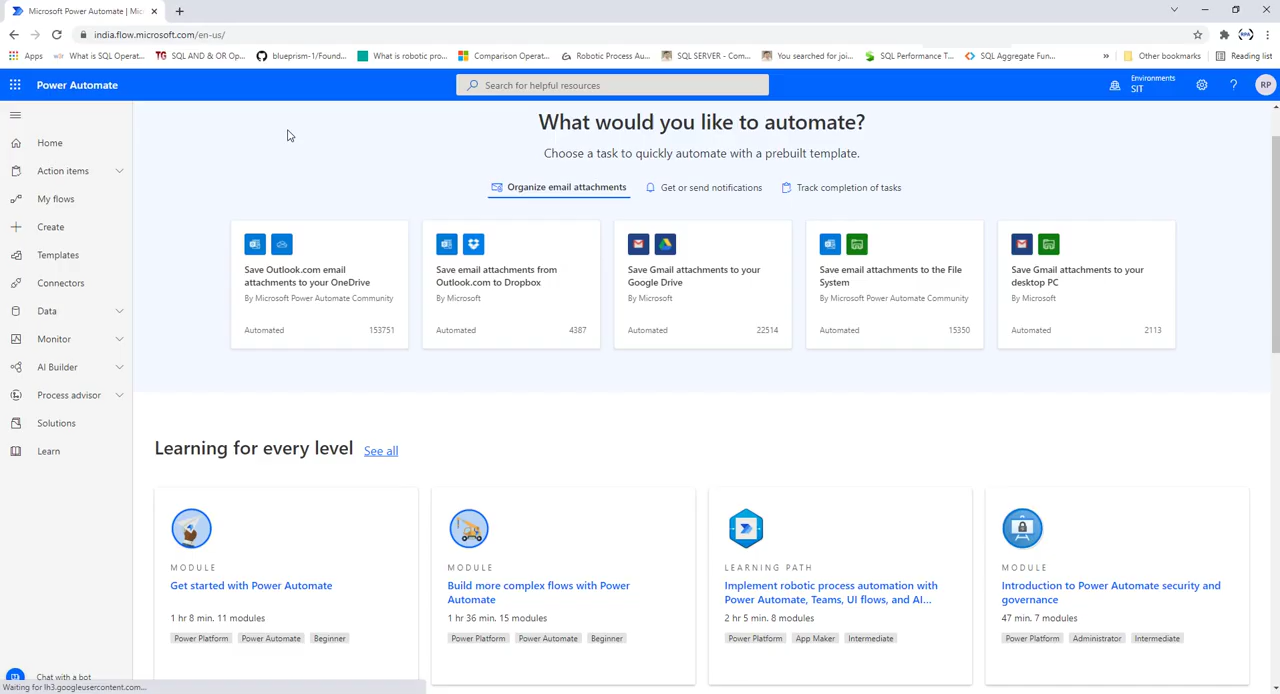 Microsoft Power Automate | Mic
india.flow.microsoft.com/en-us/
Apps
What is SQL Operat...
SQL AND & OR Op...
blueprism-1/Found...
What is robotic pro...
Comparison Operat...
Robotic Process Au...
SQL SERVER - Com...
You searched for joi...
SQL Performance T...
SQL Aggregate Fun...
»
Other bookmarks
Reading list
Power Automate
Search for helpful resources
Environments
SIT
?
RP
Home
Action items
My flows
Create
Templates
Connectors
Data
Monitor
AI Builder
Process advisor
Solutions
Learn
Chat with a bot
Waiting for lh3.googleusercontent.com...
What would you like to automate?
Choose a task to quickly automate with a prebuilt template.
Organize email attachments
Get or send notifications
Track completion of tasks
Save Outlook.com email
attachments to your OneDrive
By Microsoft Power Automate Community
Automated 153751
Save email attachments from
Outlook.com to Dropbox
By Microsoft
Automated 4387
Save Gmail attachments to your
Google Drive
By Microsoft
Automated 22514
Save email attachments to the File
System
By Microsoft Power Automate Community
Automated 15350
Save Gmail attachments to your
desktop PC
By Microsoft
Automated 2113
Learning for every level See all
MODULE
Get started with Power Automate
1 hr 8 min. 11 modules
Power Platform Power Automate Beginner
MODULE
Build more complex flows with Power
Automate
1 hr 36 min. 15 modules
Power Platform Power Automate Beginner
LEARNING PATH
Implement robotic process automation with
Power Automate, Teams, UI flows, and AI...
2 hr 5 min. 8 modules
Power Platform App Maker Intermediate
MODULE
Introduction to Power Automate security and
governance
47 min. 7 modules
Power Platform Administrator Intermediate